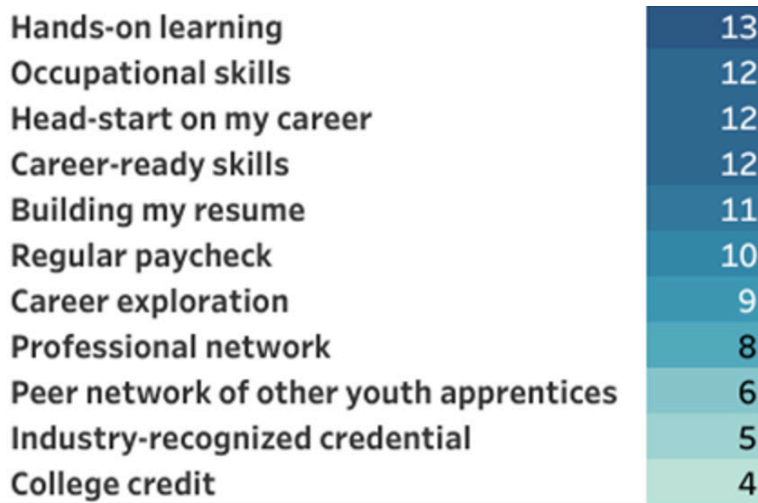 Hands-on learning 13
Occupational skills 12
Head-start on my career 12
Career-ready skills 12
Building my resume 11
Regular paycheck 10
Career exploration 9
Professional network 8
Peer network of other youth apprentices 6
Industry-recognized credential 5
College credit 4